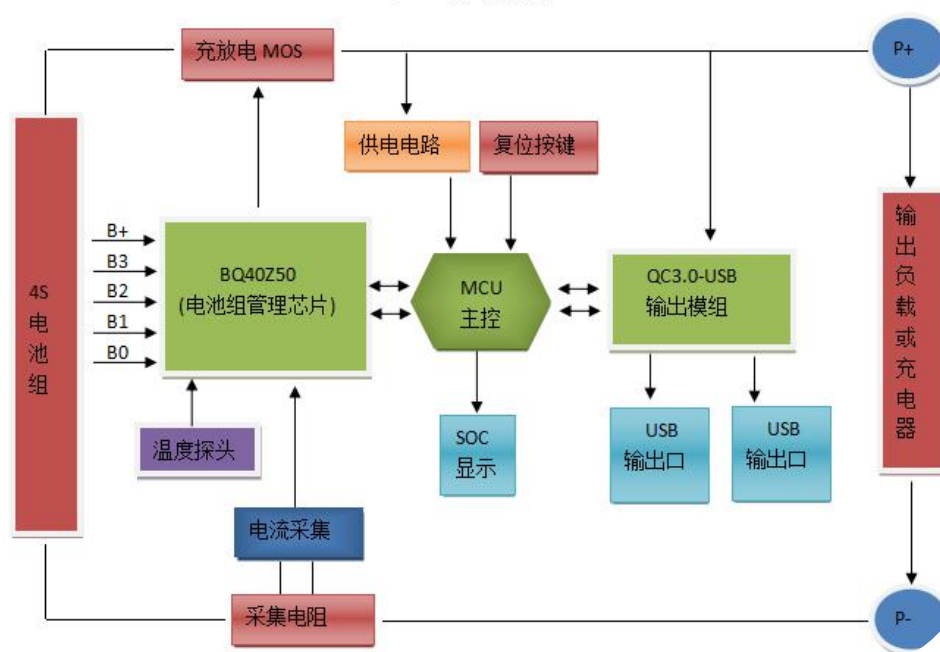 充放电 MOS
P+
供电电路
复位按键
4S
电
池
组
B+
B3
B2
B1
B0
BQ40Z50
(电池组管理芯片)
MCU
主控
QC3.0-USB
输出模组
输
出
负
载
或
充
电
器
温度探头
SOC
显示
USB
输出口
USB
输出口
电流采集
采集电阻
P-